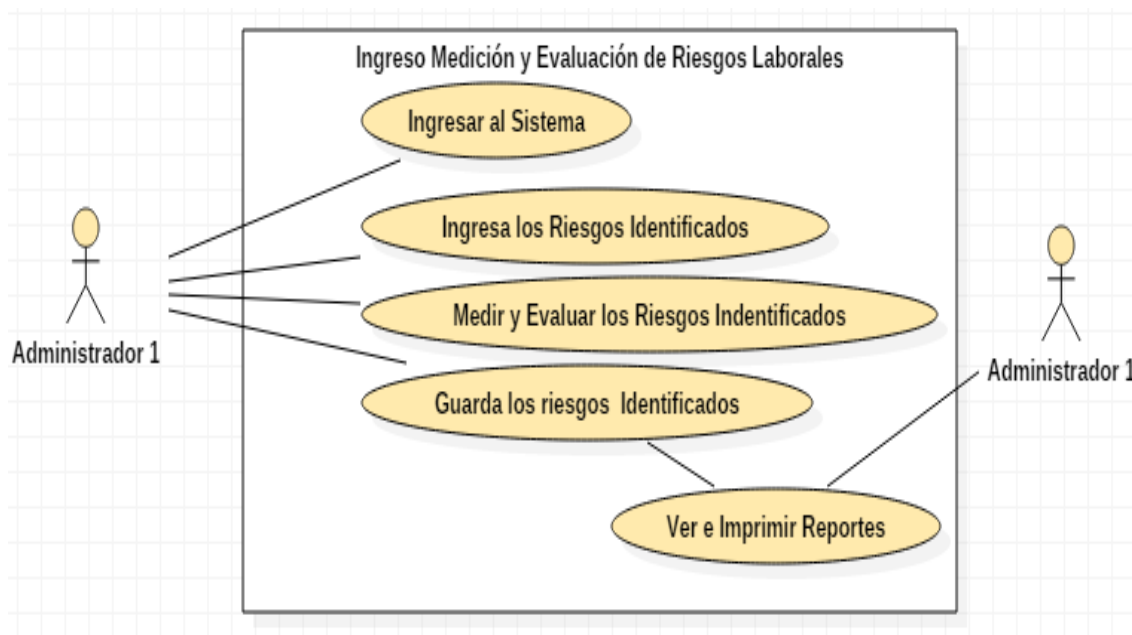 Ingreso Medición y Evaluación de Riesgos Laborales
Ingresar al Sistema
Ingresa los Riesgos Identificados
Medir y Evaluar los Riesgos Indentificados
Administrador 1
Administrador 1
Guarda los riesgos Identificados
Ver e Imprimir Reportes